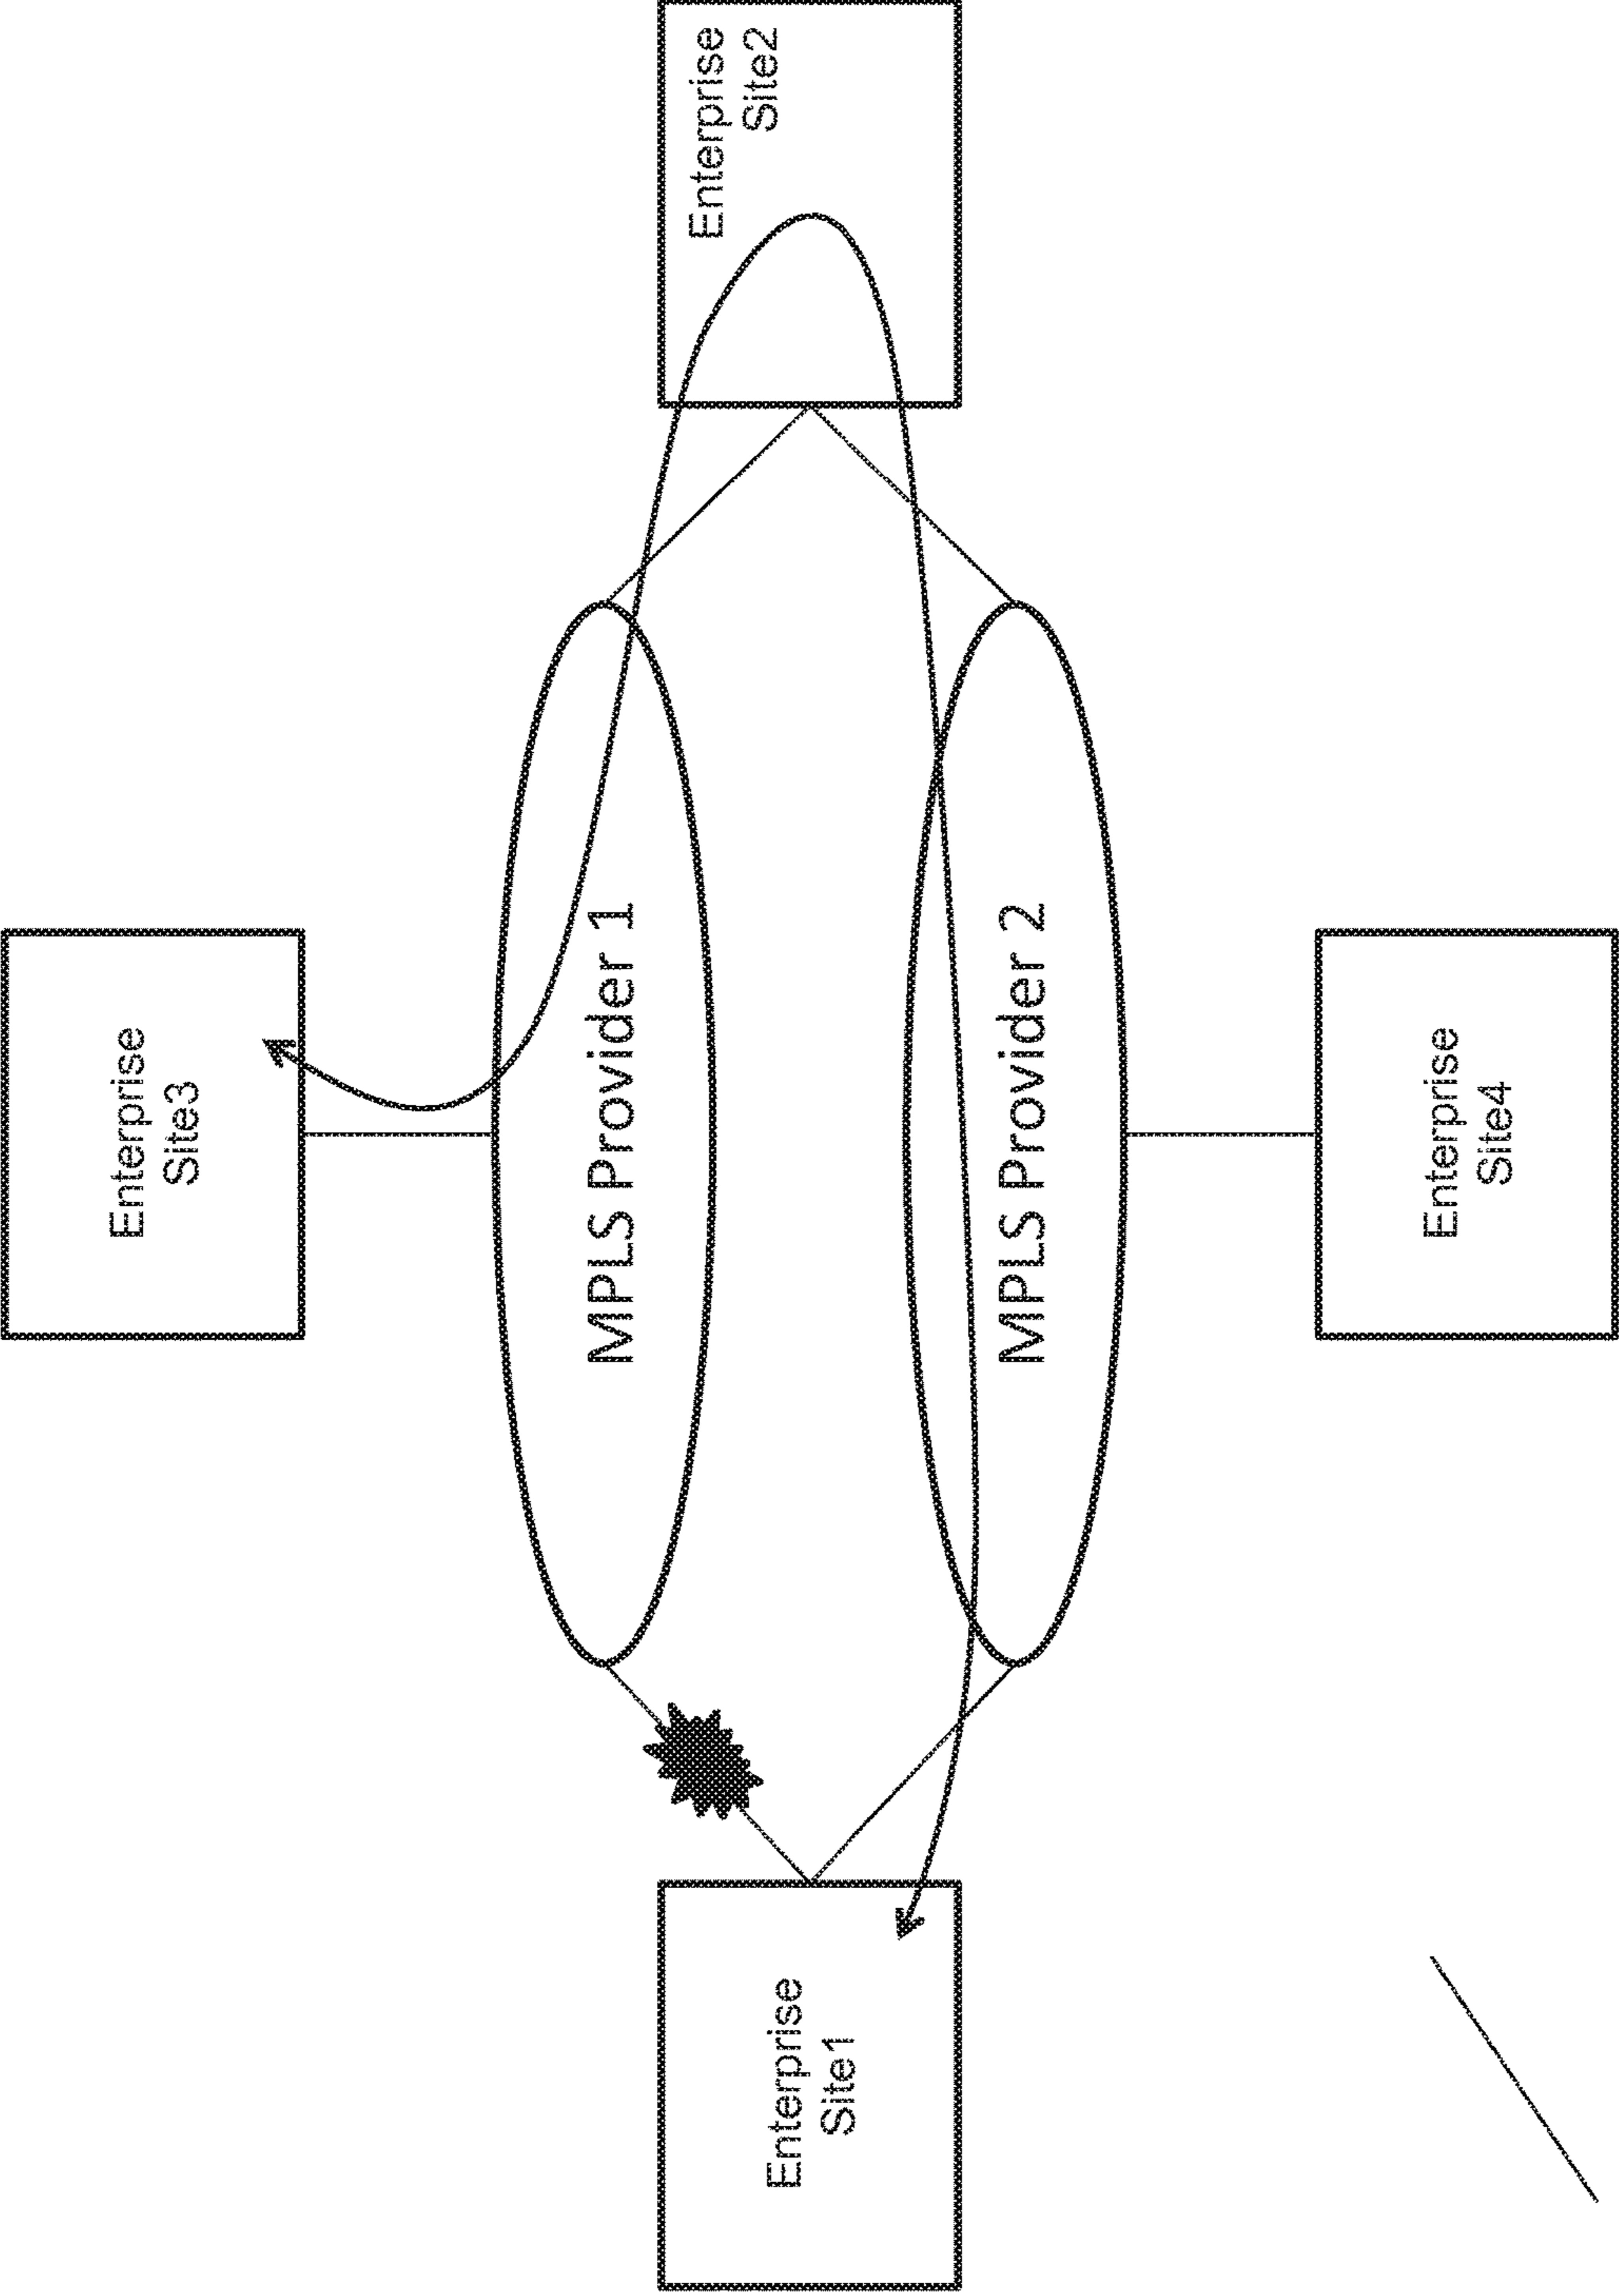 Enterprise
Site3
Enterprise
Site1
MPLS Provider 1
MPLS Provider 2
Enterprise
Site2
Enterprise
Site4